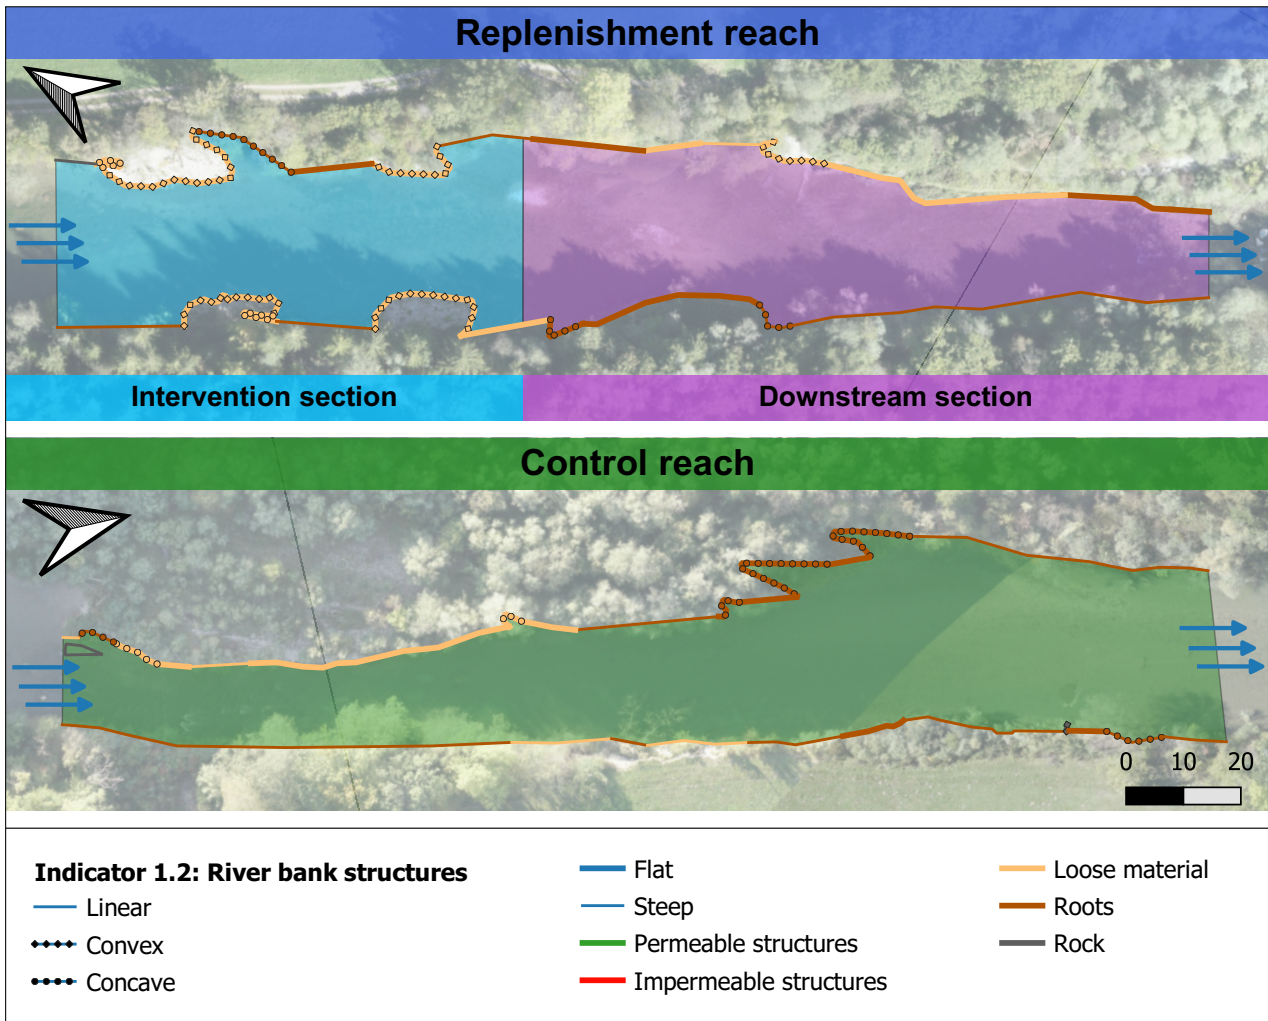 Replenishment reach
Intervention section
Downstream section
Control reach
0 10 20
Indicator 1.2: River bank structures
Linear
Convex
Concave
Flat
Steep
Permeable structures
Impermeable structures
Loose material
Roots
Rock